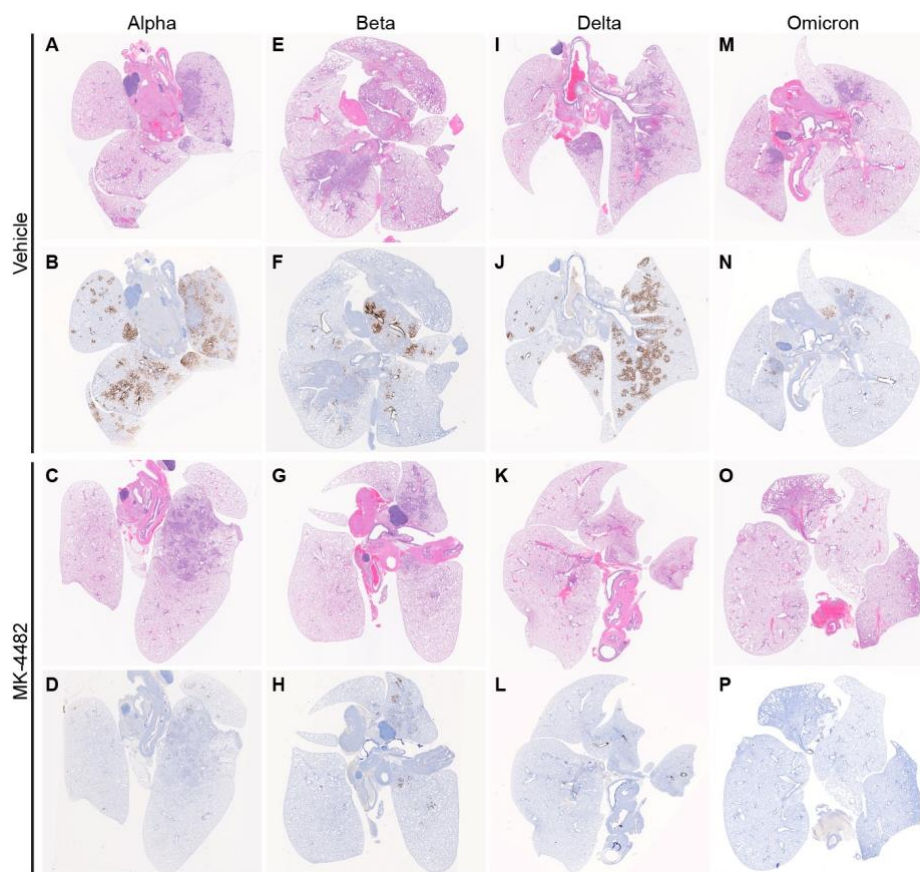 Alpha Beta Delta Omicron
A E I M
Vehicle
B F J N
C G K O
MK-4482
D H L P